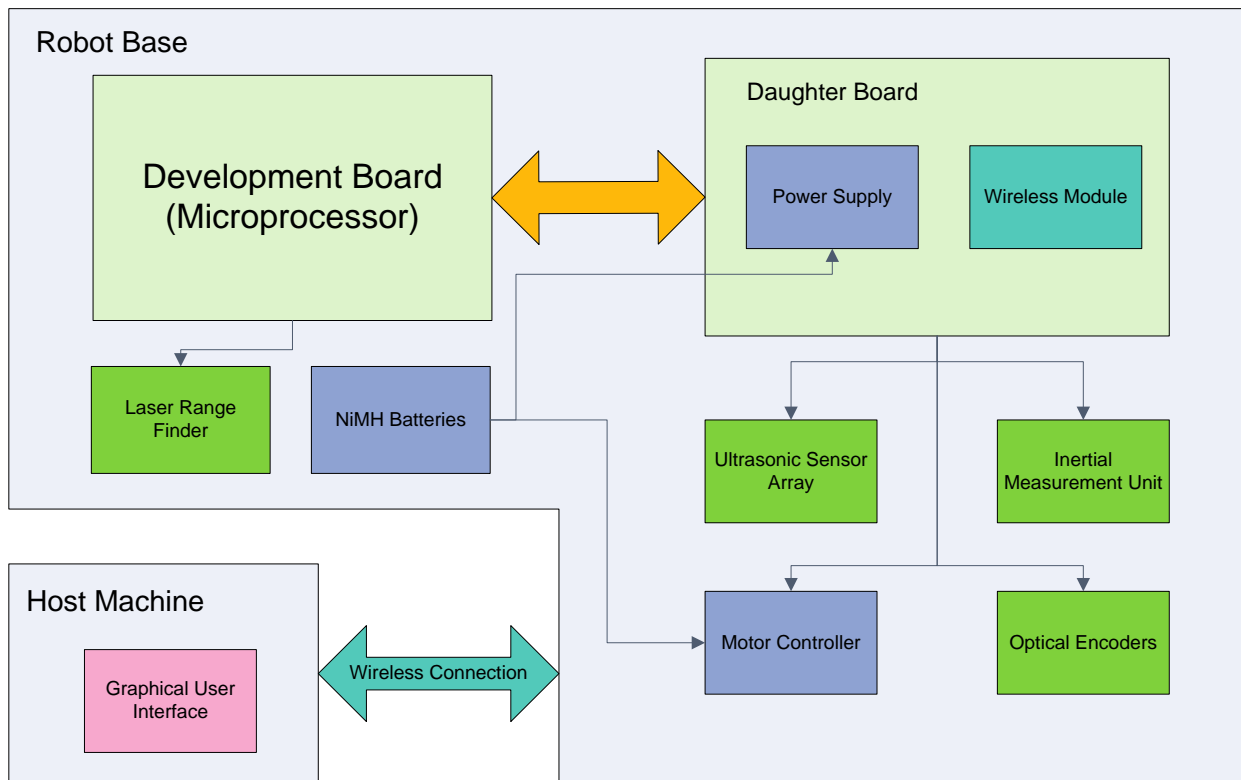 Robot Base
Development Board
(Microprocessor)
Daughter Board
Power Supply
Wireless Module
Laser Range
Finder
NiMH Batteries
Ultrasonic Sensor
Array
Inertial
Measurement Unit
Host Machine
Graphical User
Interface
Wireless Connection
Motor Controller
Optical Encoders